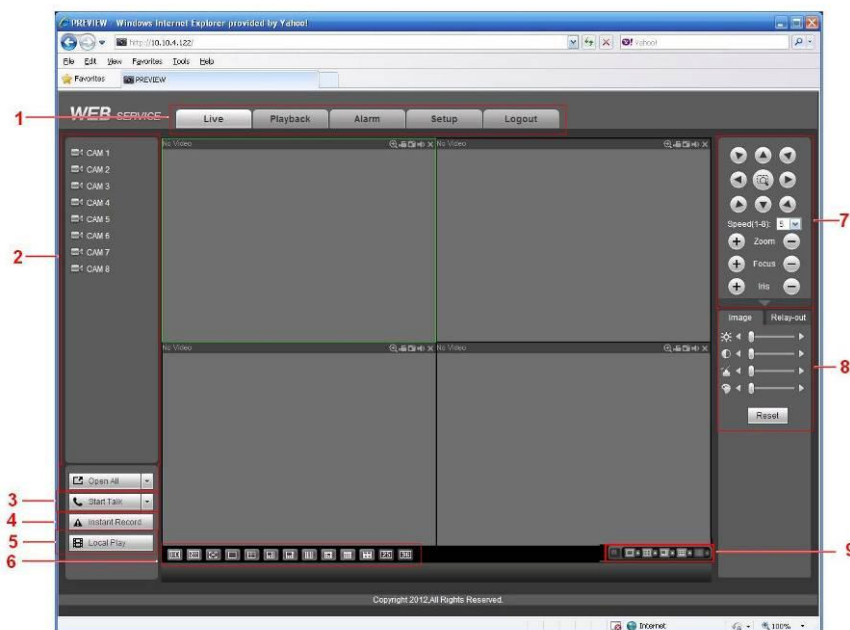 PREVIEW - Windows Internet Explorer provided by Yahoo!
http://10.10.4.122/
Yahoo!
File Edit View Favorites Tools Help
Favorites PREVIEW
WEB SERVICE
1
Live Playback Alarm Setup Logout
2
CAM 1
CAM 2
CAM 3
CAM 4
CAM 5
CAM 6
CAM 7
CAM 8
No Video
No Video
No Video
No Video
7
Speed(1-8): 5
Zoom
Focus
Iris
8
Image Relay-out
Reset
Open All
3
Start Talk
4
Instant Record
5
Local Play
6
9
Copyright 2012,All Rights Reserved.
Internet
100%